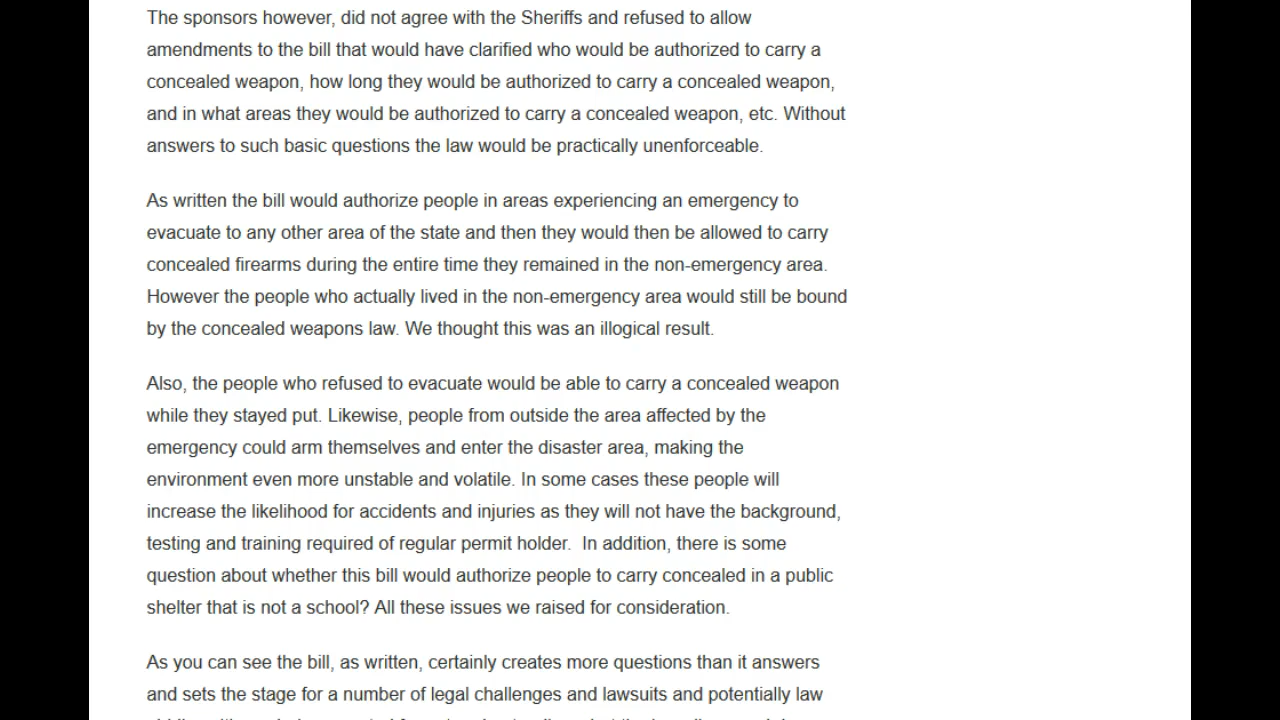 The sponsors however, did not agree with the Sheriffs and refused to allow
amendments to the bill that would have clarified who would be authorized to carry a
concealed weapon, how long they would be authorized to carry a concealed weapon,
and in what areas they would be authorized to carry a concealed weapon, etc. Without
answers to such basic questions the law would be practically unenforceable.
As written the bill would authorize people in areas experiencing an emergency to
evacuate to any other area of the state and then they would then be allowed to carry
concealed firearms during the entire time they remained in the non-emergency area.
However the people who actually lived in the non-emergency area would still be bound
by the concealed weapons law. We thought this was an illogical result.
Also, the people who refused to evacuate would be able to carry a concealed weapon
while they stayed put. Likewise, people from outside the area affected by the
emergency could arm themselves and enter the disaster area, making the
environment even more unstable and volatile. In some cases these people will
increase the likelihood for accidents and injuries as they will not have the background,
testing and training required of regular permit holder.  In addition, there is some
question about whether this bill would authorize people to carry concealed in a public
shelter that is not a school? All these issues we raised for consideration.
As you can see the bill, as written, certainly creates more questions than it answers
and sets the stage for a number of legal challenges and lawsuits and potentially law